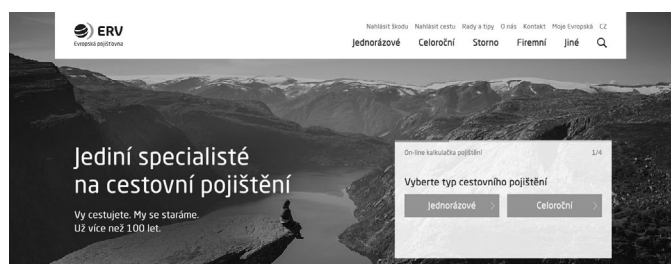 ERV
Evropská pojišťovna
Nahlásit škodu Nahlásit cestu Rady a tipy O nás Kontakt Moje Evropská CZ
Jednorázové Celoroční Storno Firemní Jiné
Jediní specialisté
na cestovní pojištění
Vy cestujete. My se staráme.
Už více než 100 let.
On-line kalkulačka pojištění 1/4
Vyberte typ cestovního pojištění
Jednorázové Celoroční